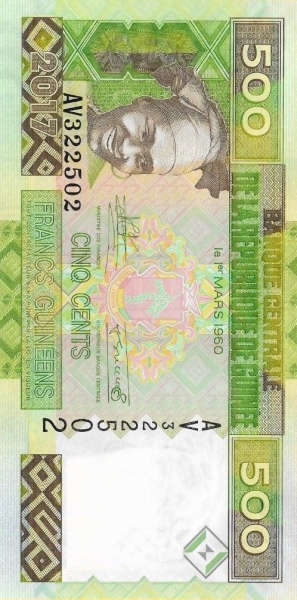 BANQUE CENTRALE
DE LA REPUBLIQUE DE GUINEE
500
500
1er MARS 1960
AV322502
AV322502
CINQ CENTS
FRANCS GUINEENS
2017